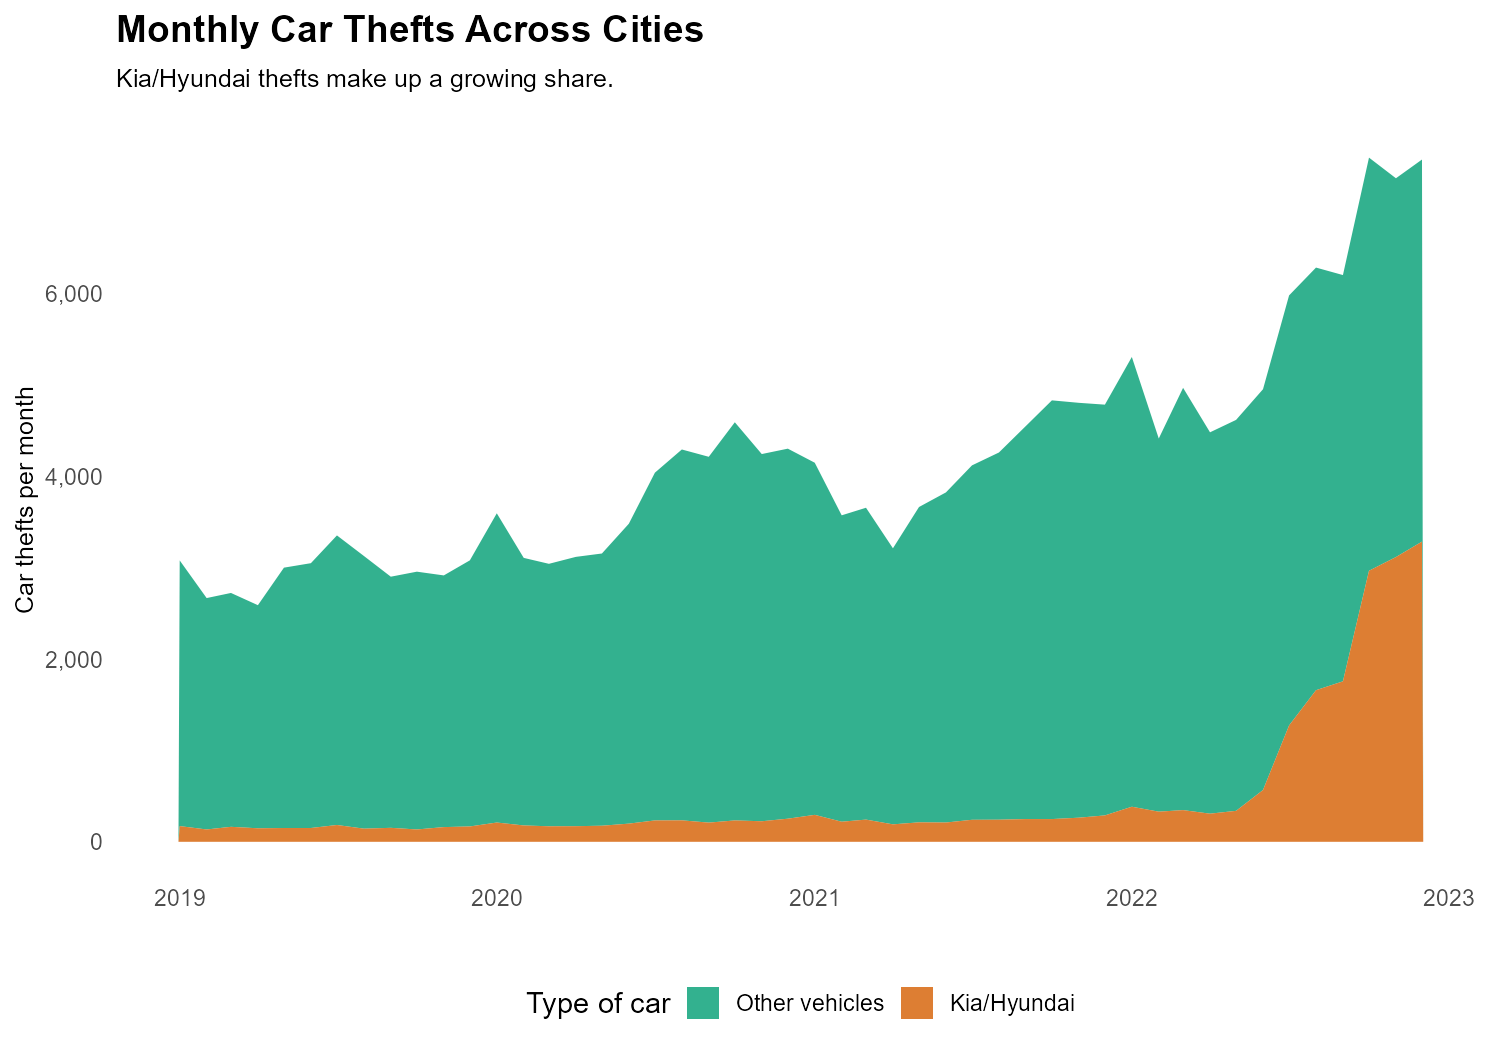 Monthly Car Thefts Across Cities
Kia/Hyundai thefts make up a growing share.
Car thefts per month
6,000
4,000
2,000
0
2019 2020 2021 2022 2023
Type of car Other vehicles Kia/Hyundai